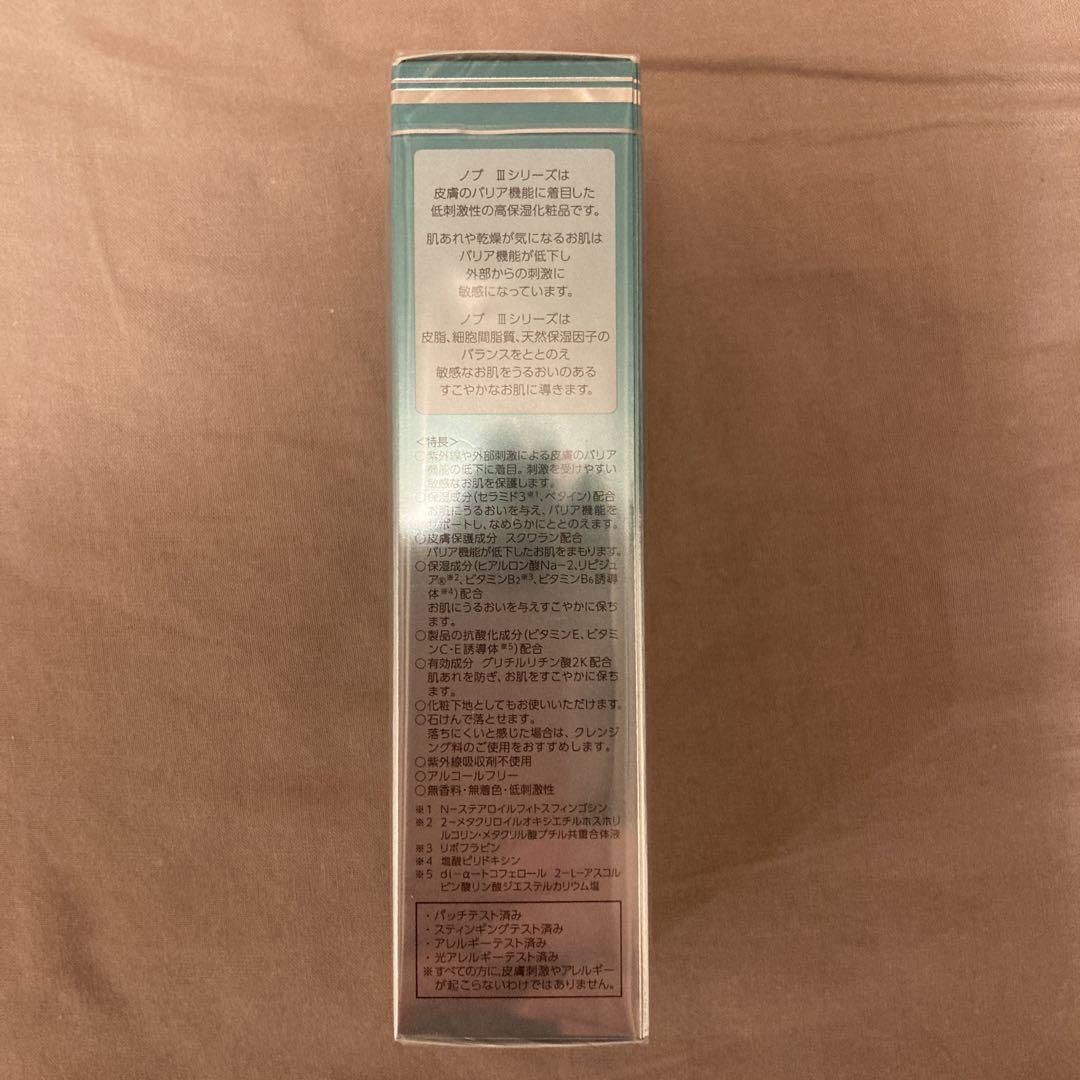 ノブ Ⅲシリーズは
皮膚のバリア機能に着目した
低刺激性の高保湿化粧品です。
肌あれや乾燥が気になるお肌は
バリア機能が低下し
外部からの刺激に
敏感になっています。
ノブ Ⅲシリーズは
皮脂、細胞間脂質、天然保湿因子の
バランスをととのえ
敏感なお肌をうるおいのある
すこやかなお肌に導きます。
<特長>
○紫外線や外部刺激による皮膚のバリア
機能の低下に着目。刺激を受けやすい
敏感なお肌を保護します。
○保湿成分(セラミド3※1、ベタイン)配合
お肌にうるおいを与え、バリア機能を
サポートし、なめらかにととのえます。
○皮膚保護成分 スクワラン配合
バリア機能が低下したお肌をまもります。
○保湿成分(ヒアルロン酸Na-2、リピジュ
ア®※2、ビタミンB2※3、ビタミンB6誘導
体※4)配合
お肌にうるおいを与えすこやかに保ち
ます。
○製品の抗酸化成分(ビタミンE、ビタミ
ンC・E誘導体※5)配合
○有効成分 グリチルリチン酸2K配合
肌あれを防ぎ、お肌をすこやかに保ち
ます。
○化粧下地としてもお使いいただけます。
○石けんで落とせます。
落ちにくいと感じた場合は、クレンジ
ング料のご使用をおすすめします。
○紫外線吸収剤不使用
○アルコールフリー
○無香料・無着色・低刺激性
※1 N-ステアロイルフィトスフィンゴシン
※2 2-メタクリロイルオキシエチルホスホリ
ルコリン・メタクリル酸ブチル共重合体液
※3 リボフラビン
※4 塩酸ピリドキシン
※5 dl-α-トコフェロール 2-L-アスコル
ビン酸リン酸ジエステルカリウム塩
・パッチテスト済み
・スティンギングテスト済み
・アレルギーテスト済み
・光アレルギーテスト済み
※すべての方に、皮膚刺激やアレルギー
が起こらないわけではありません。